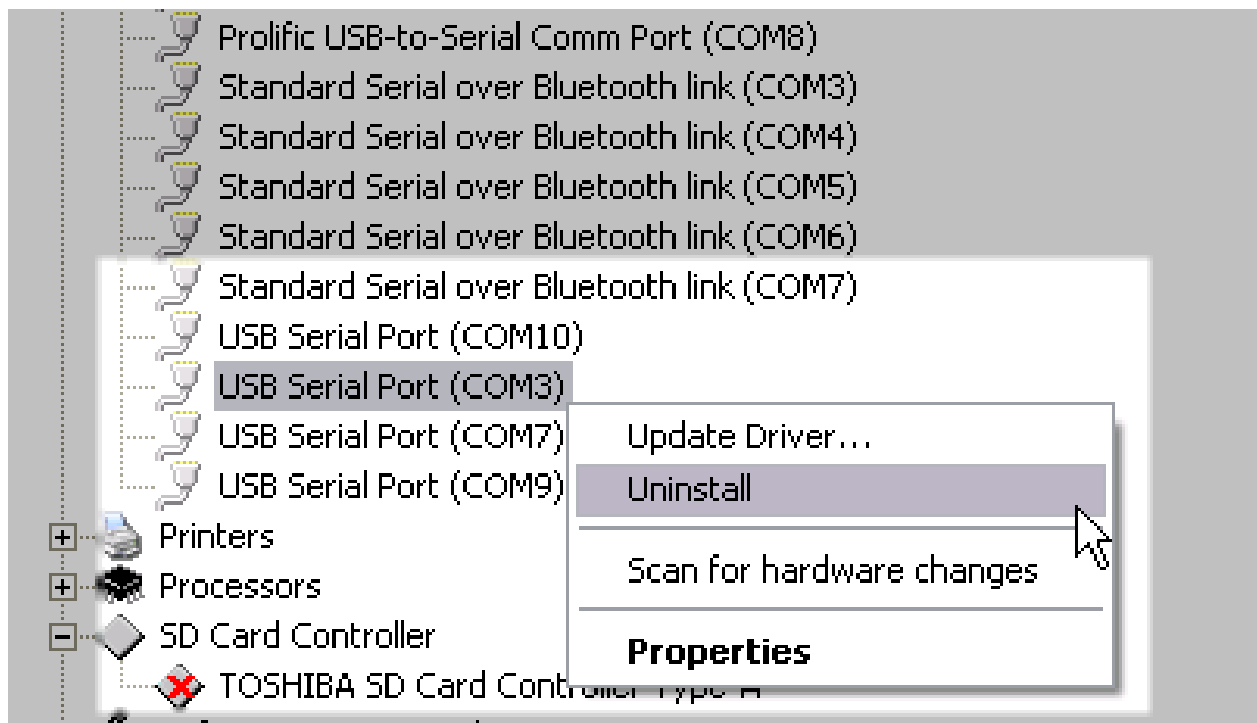 Prolific USB-to-Serial Comm Port (COM8)
Standard Serial over Bluetooth link (COM3)
Standard Serial over Bluetooth link (COM4)
Standard Serial over Bluetooth link (COM5)
Standard Serial over Bluetooth link (COM6)
Standard Serial over Bluetooth link (COM7)
USB Serial Port (COM10)
USB Serial Port (COM3)
USB Serial Port (COM7)
USB Serial Port (COM9)
Printers
Processors
SD Card Controller
TOSHIBA SD Card Controller Type A
Update Driver...
Uninstall
Scan for hardware changes
Properties